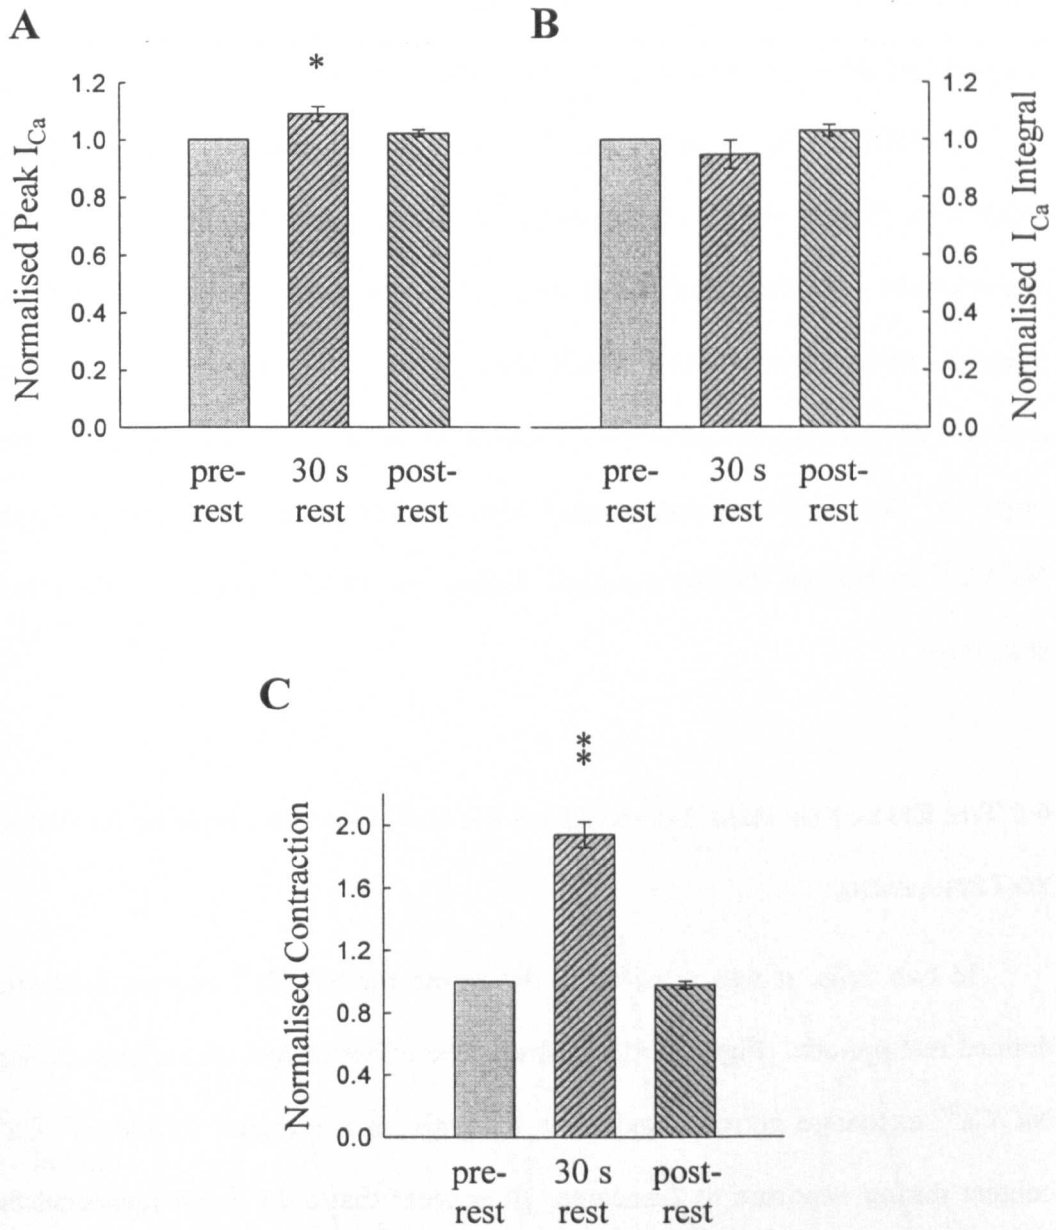 A
B
*
1.2
1.0
0.8
0.6
0.4
0.2
0.0
Normalised Peak I_Ca
pre-
rest
30 s
rest
post-
rest
1.2
1.0
0.8
0.6
0.4
0.2
0.0
Normalised I_Ca Integral
pre-
rest
30 s
rest
post-
rest
C
*
*
2.0
1.6
1.2
0.8
0.4
0.0
Normalised Contraction
pre-
rest
30 s
rest
post-
rest